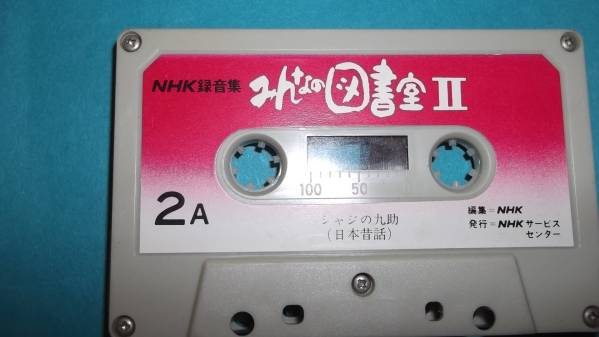 NHK録音集 みんなの図書室 II
100 50
2A
シャジの九助
(日本昔話)
編集=NHK
発行=NHKサービス
センター